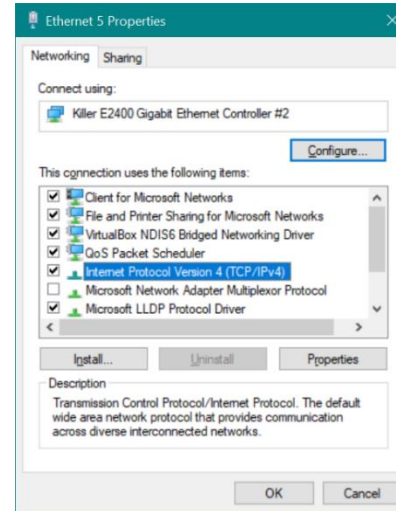 Ethernet 5 Properties
Networking Sharing
Connect using:
Killer E2400 Gigabit Ethernet Controller #2
Configure...
This connection uses the following items:
Client for Microsoft Networks
File and Printer Sharing for Microsoft Networks
VirtualBox NDIS6 Bridged Networking Driver
QoS Packet Scheduler
Internet Protocol Version 4 (TCP/IPv4)
Microsoft Network Adapter Multiplexor Protocol
Microsoft LLDP Protocol Driver
Install... Uninstall Properties
Description
Transmission Control Protocol/Internet Protocol. The default
wide area network protocol that provides communication
across diverse interconnected networks.
OK Cancel